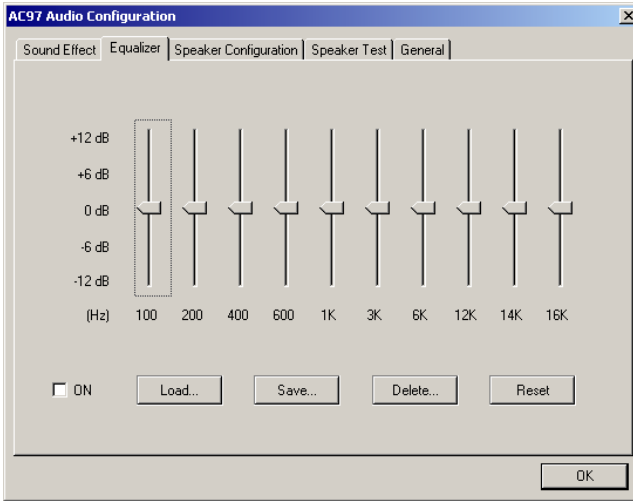 AC97 Audio Configuration
Sound Effect Equalizer Speaker Configuration Speaker Test General
+12 dB
+6 dB
0 dB
-6 dB
-12 dB
(Hz) 100 200 400 600 1K 3K 6K 12K 14K 16K
ON Load... Save... Delete... Reset
OK